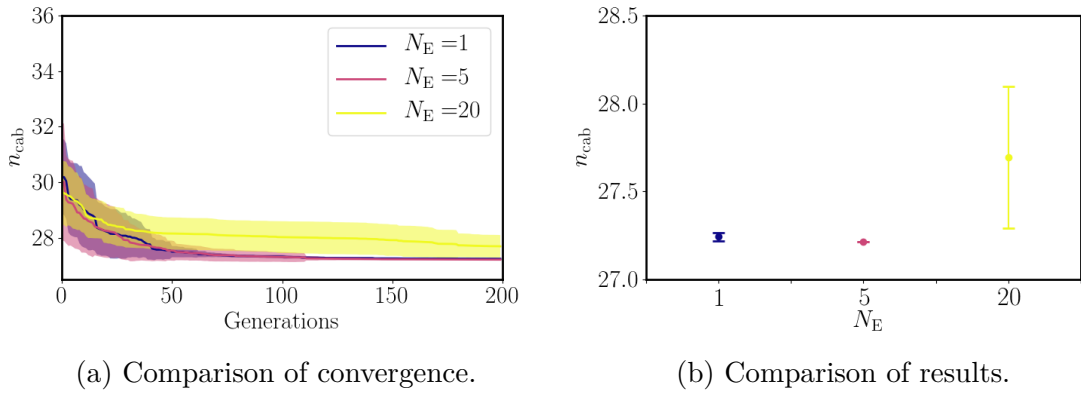 36
34
32
30
28
n_cab
0
50
100
150
200
Generations
N_E =1
N_E =5
N_E =20
(a) Comparison of convergence.
28.5
28.0
27.5
27.0
n_cab
1
5
20
N_E
(b) Comparison of results.